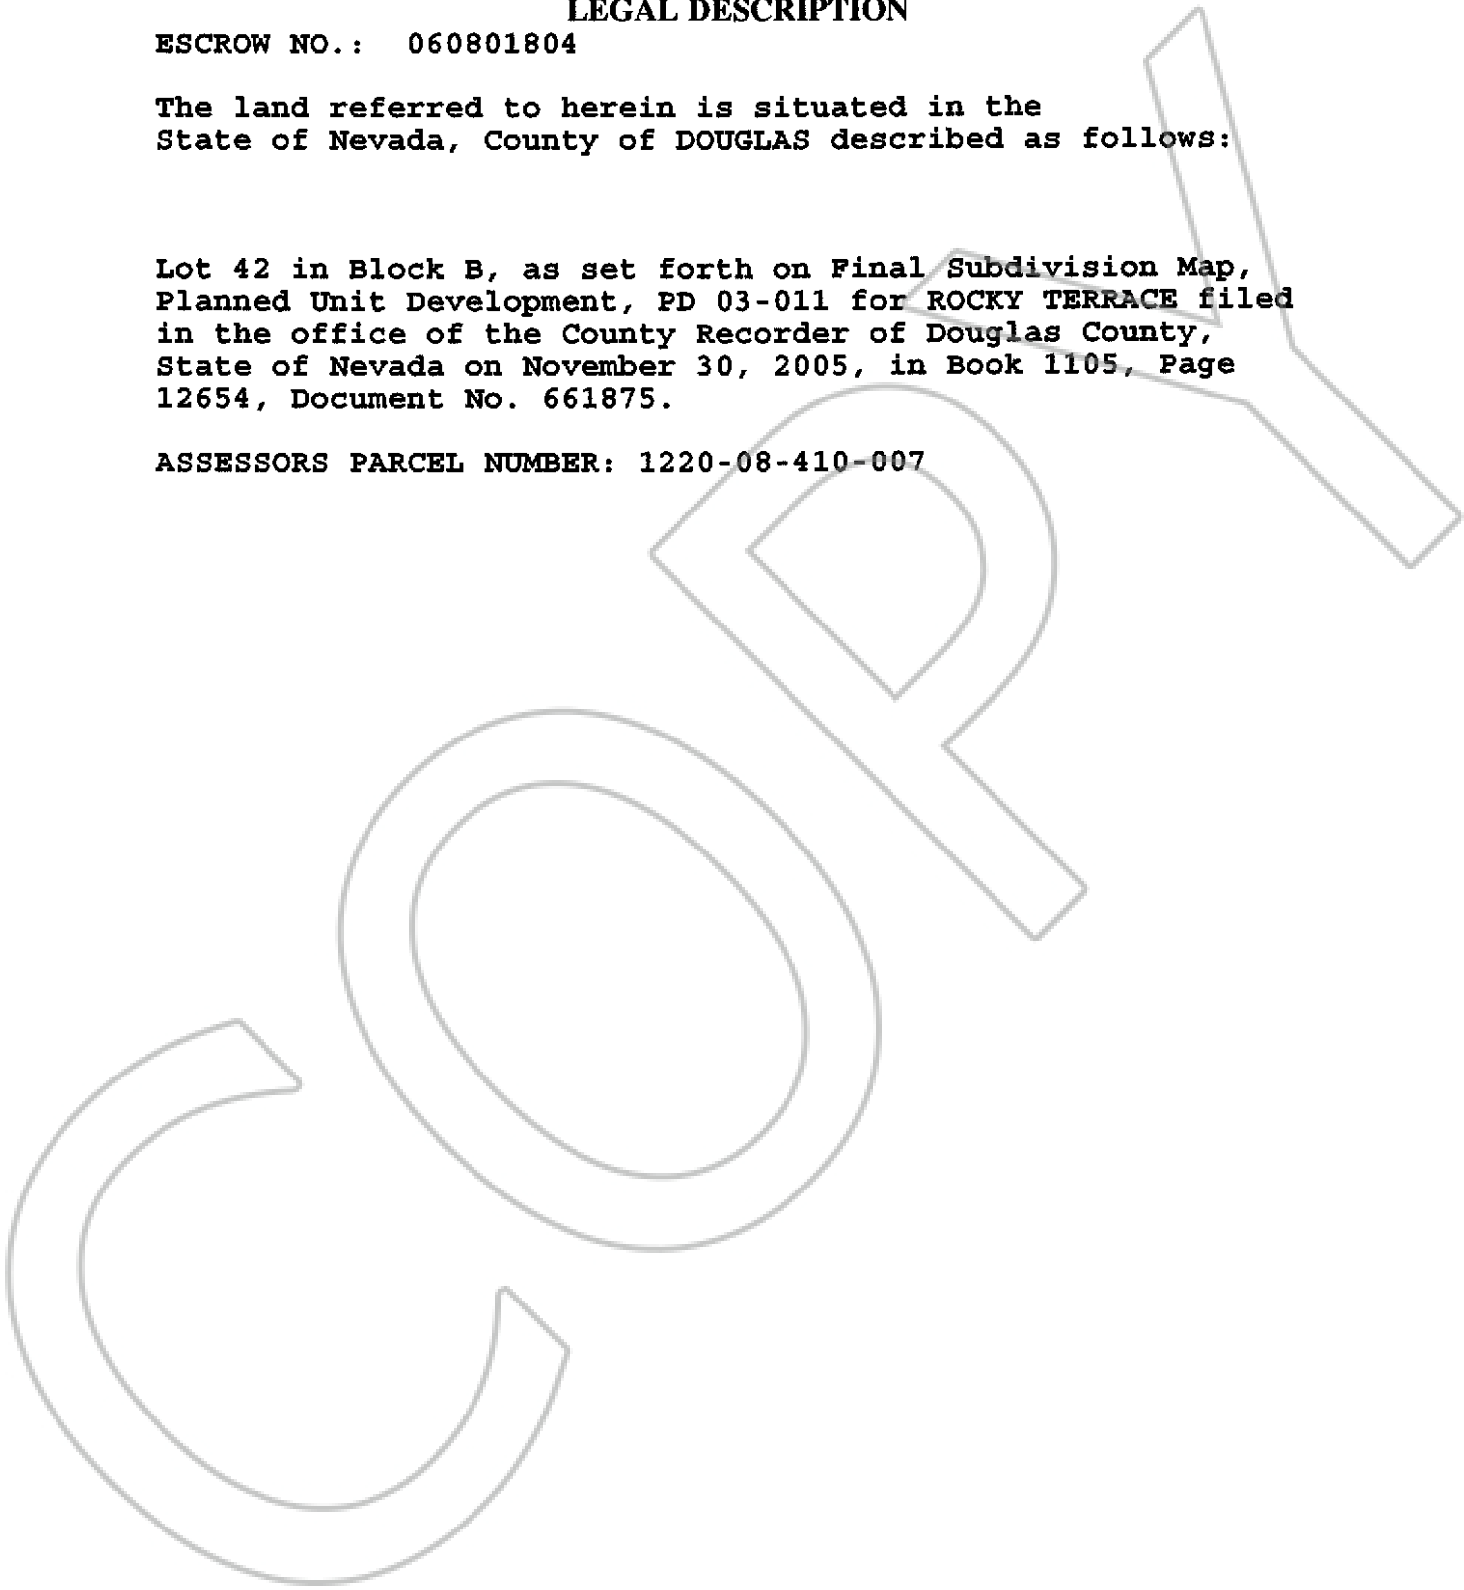 LEGAL DESCRIPTION
ESCROW NO.: 060801804
The land referred to herein is situated in the
State of Nevada, County of DOUGLAS described as follows:
Lot 42 in Block B, as set forth on Final Subdivision Map,
Planned Unit Development, PD 03-011 for ROCKY TERRACE filed
in the office of the County Recorder of Douglas County,
State of Nevada on November 30, 2005, in Book 1105, Page
12654, Document No. 661875.
ASSESSORS PARCEL NUMBER: 1220-08-410-007
COPY